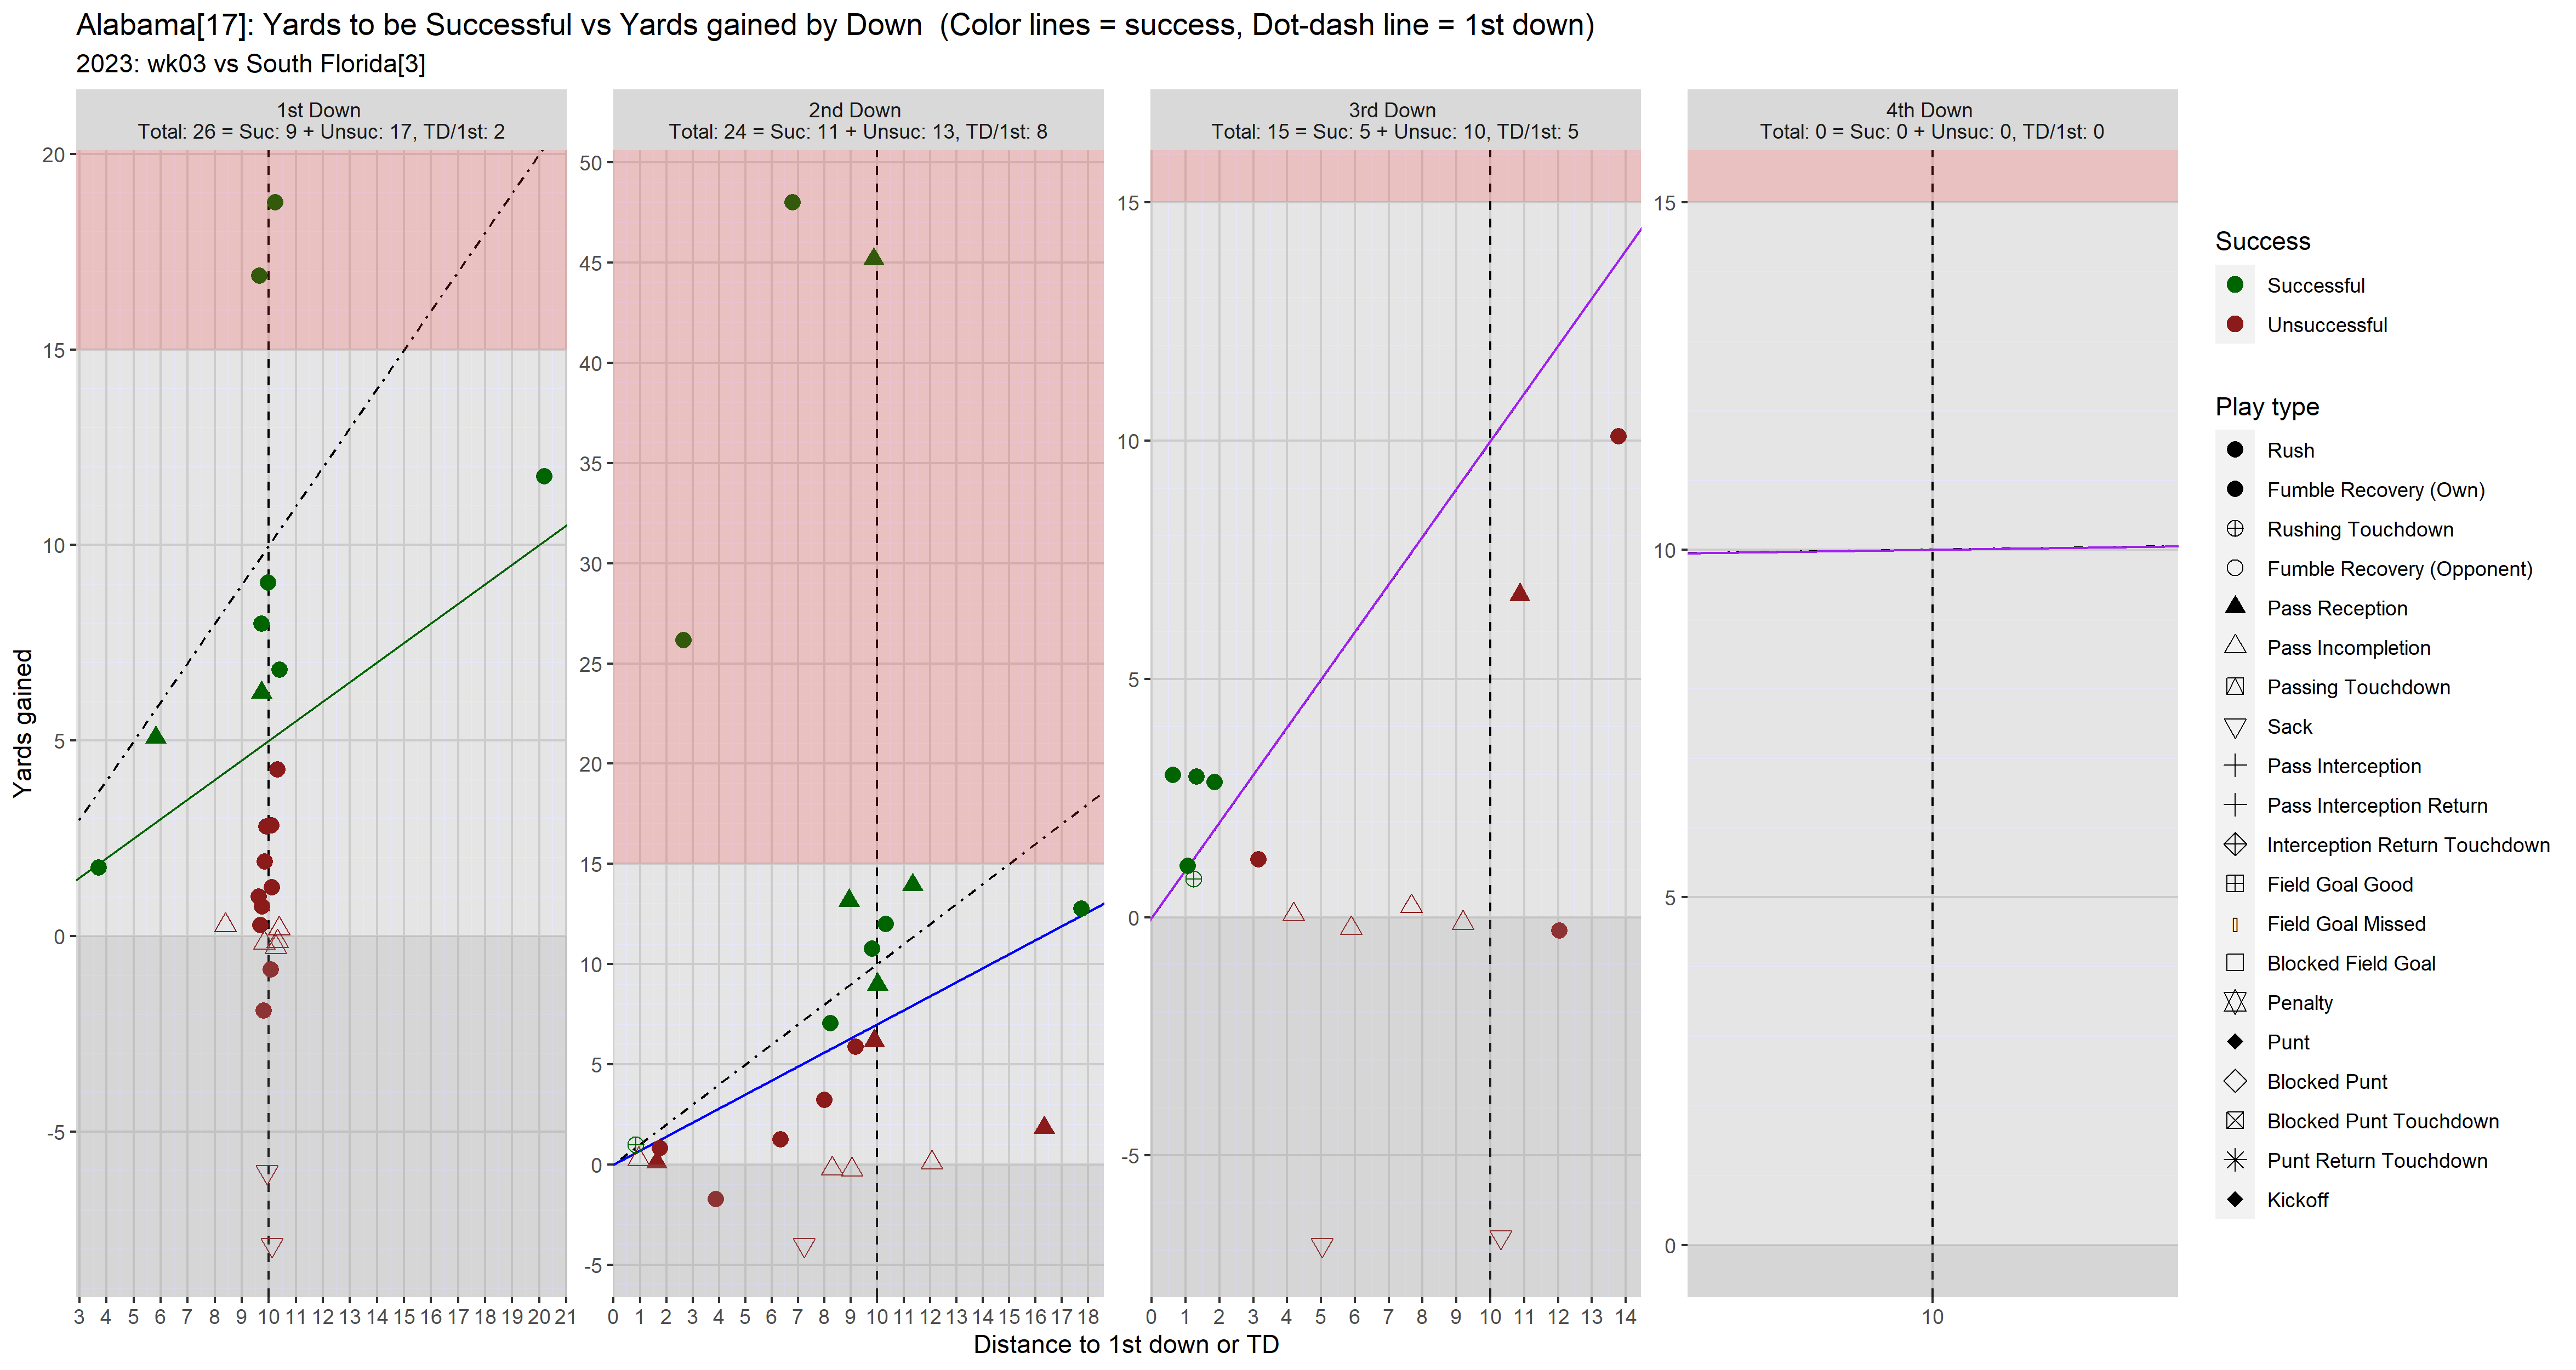 Alabama[17]: Yards to be Successful vs Yards gained by Down  (Color lines = success, Dot-dash line = 1st down)
2023: wk03 vs South Florida[3]
1st Down
Total: 26 = Suc: 9 + Unsuc: 17, TD/1st: 2
2nd Down
Total: 24 = Suc: 11 + Unsuc: 13, TD/1st: 8
3rd Down
Total: 15 = Suc: 5 + Unsuc: 10, TD/1st: 5
4th Down
Total: 0 = Suc: 0 + Unsuc: 0, TD/1st: 0
Yards gained
20
15
10
5
0
-5
3 4 5 6 7 8 9 10 11 12 13 14 15 16 17 18 19 20 21
50
45
40
35
30
25
20
15
10
5
0
-5
0 1 2 3 4 5 6 7 8 9 10 11 12 13 14 15 16 17 18
15
10
5
0
-5
0 1 2 3 4 5 6 7 8 9 10 11 12 13 14
15
10
5
0
10
Distance to 1st down or TD
Success
Successful
Unsuccessful
Play type
Rush
Fumble Recovery (Own)
Rushing Touchdown
Fumble Recovery (Opponent)
Pass Reception
Pass Incompletion
Passing Touchdown
Sack
Pass Interception
Pass Interception Return
Interception Return Touchdown
Field Goal Good
Field Goal Missed
Blocked Field Goal
Penalty
Punt
Blocked Punt
Blocked Punt Touchdown
Punt Return Touchdown
Kickoff